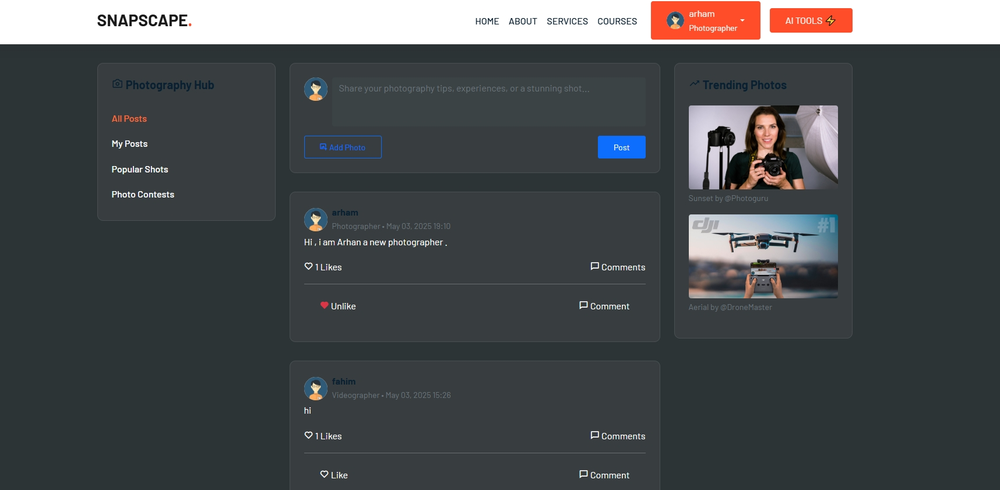 SNAPSCAPE.
HOME ABOUT SERVICES COURSES
arham
Photographer
AI TOOLS ⚡
Photography Hub
All Posts
My Posts
Popular Shots
Photo Contests
Share your photography tips, experiences, or a stunning shot...
Add Photo
Post
arham
Photographer • May 03, 2025 19:10
Hi , i am Arhan a new photographer .
1 Likes
Comments
Unlike
Comment
fahim
Videographer • May 03, 2025 15:26
hi
1 Likes
Comments
Like
Comment
Trending Photos
Sunset by @Photoguru
dji
#1
Aerial by @DroneMaster